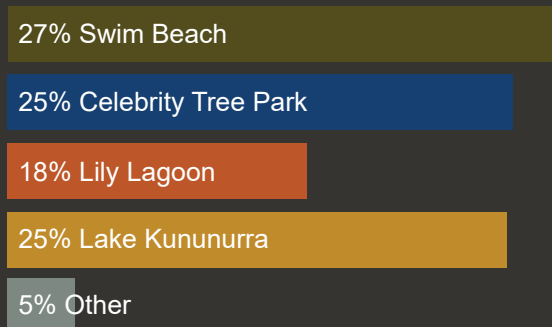 27% Swim Beach
25% Celebrity Tree Park
18% Lily Lagoon
25% Lake Kununurra
5% Other